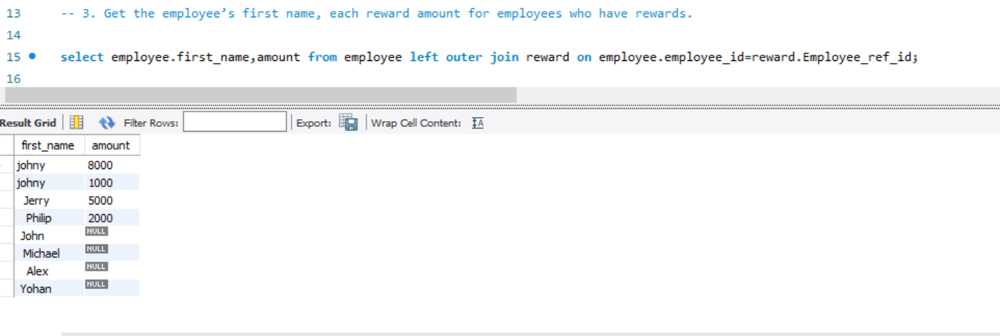 13 -- 3. Get the employee’s first name, each reward amount for employees who have rewards.
14
15 select employee.first_name,amount from employee left outer join reward on employee.employee_id=reward.Employee_ref_id;
16
Result Grid Filter Rows: Export: Wrap Cell Content: IA
first_name amount
johny 8000
johny 1000
Jerry 5000
Philip 2000
John NULL
Michael NULL
Alex NULL
Yohan NULL